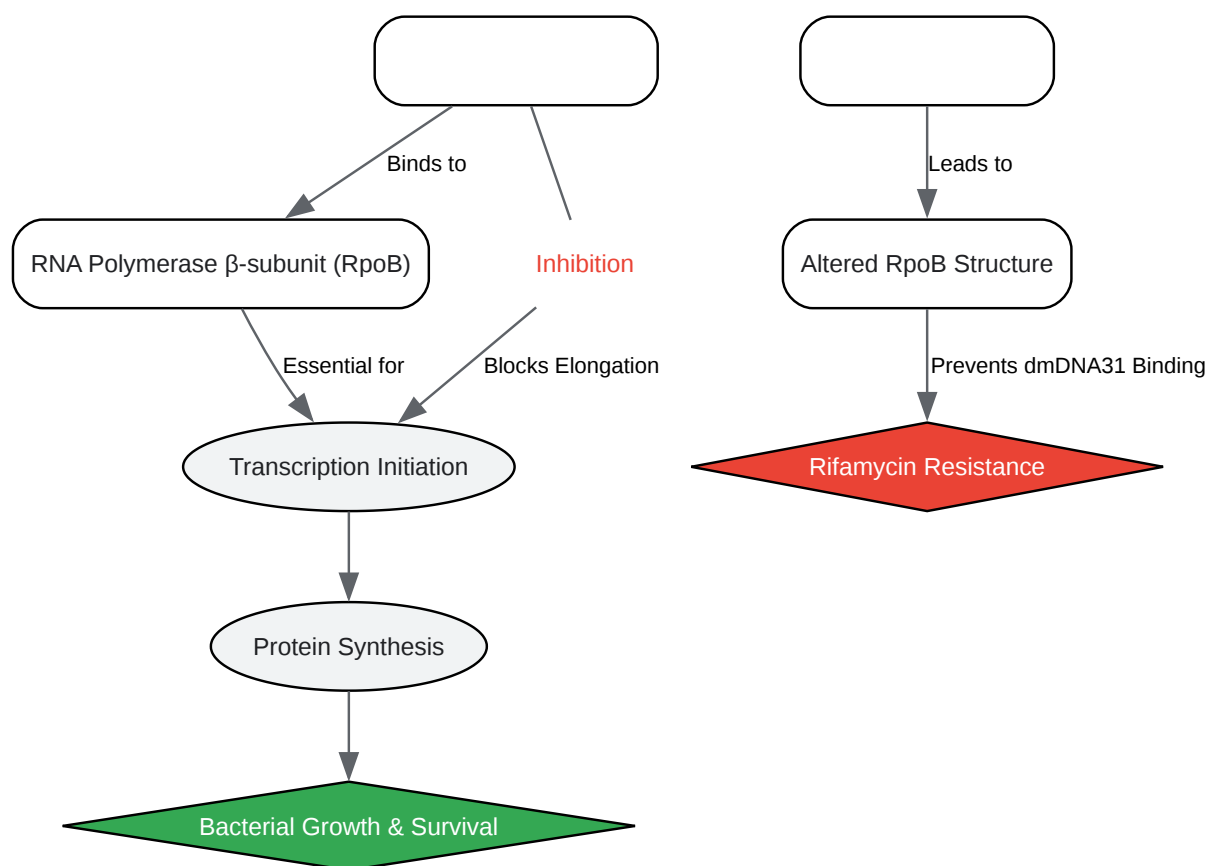 Binds to
Leads to
RNA Polymerase β-subunit (RpoB)
Inhibition
Altered RpoB Structure
Essential for
Blocks Elongation
Prevents dmDNA31 Binding
Transcription Initiation
Rifamycin Resistance
Protein Synthesis
Bacterial Growth & Survival